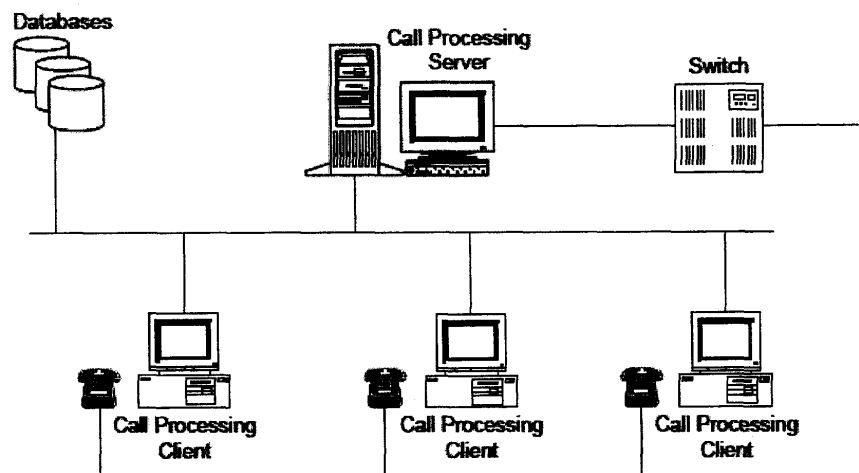 Databases
Call Processing
Server
Switch
Call Processing
Client
Call Processing
Client
Call Processing
Client